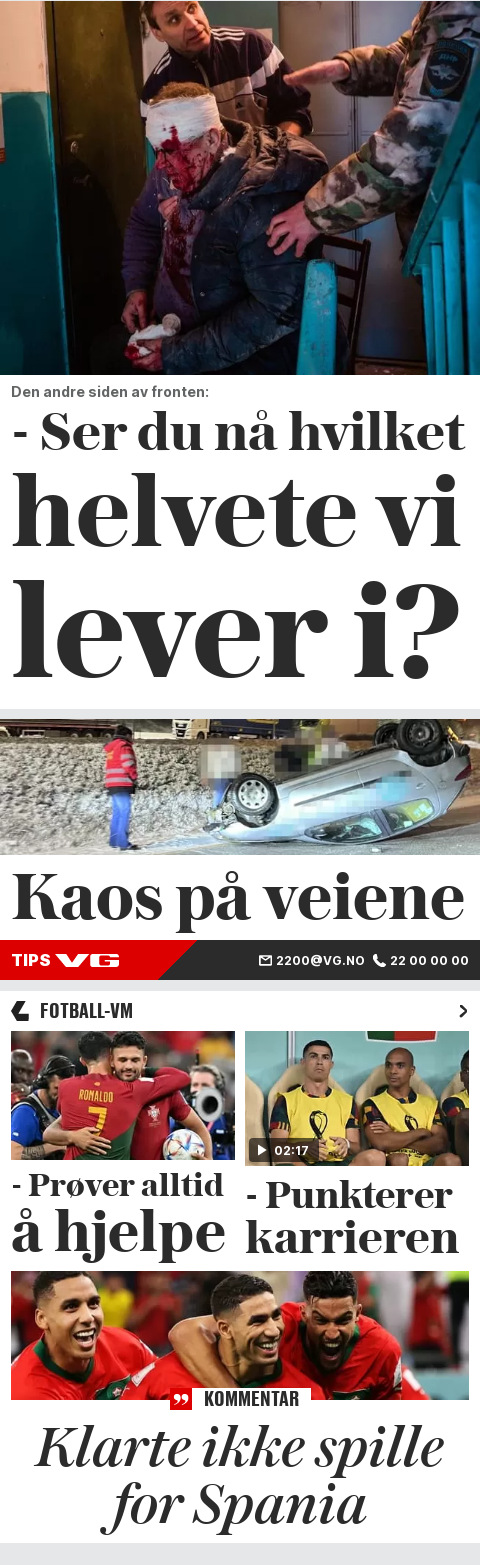 Den andre siden av fronten:
- Ser du nå hvilket
helvete vi
lever i?
Kaos på veiene
TIPS VG 2200@VG.NO 22 00 00 00
FOTBALL-VM
RONALDO
7
02:17
- Prøver alltid
å hjelpe
- Punkterer
karrieren
KOMMENTAR
Klarte ikke spille
for Spania